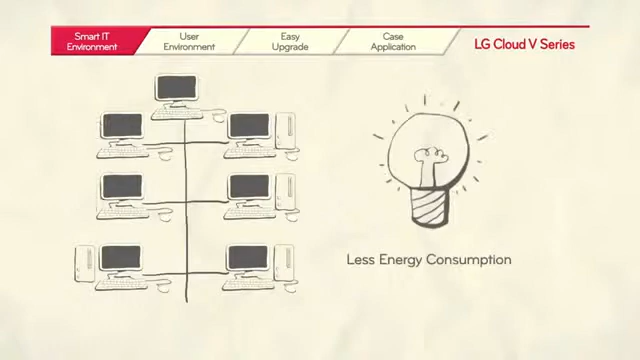 Smart IT
Environment
User
Environment
Easy
Upgrade
Case
Application
LG Cloud V Series
Less Energy Consumption